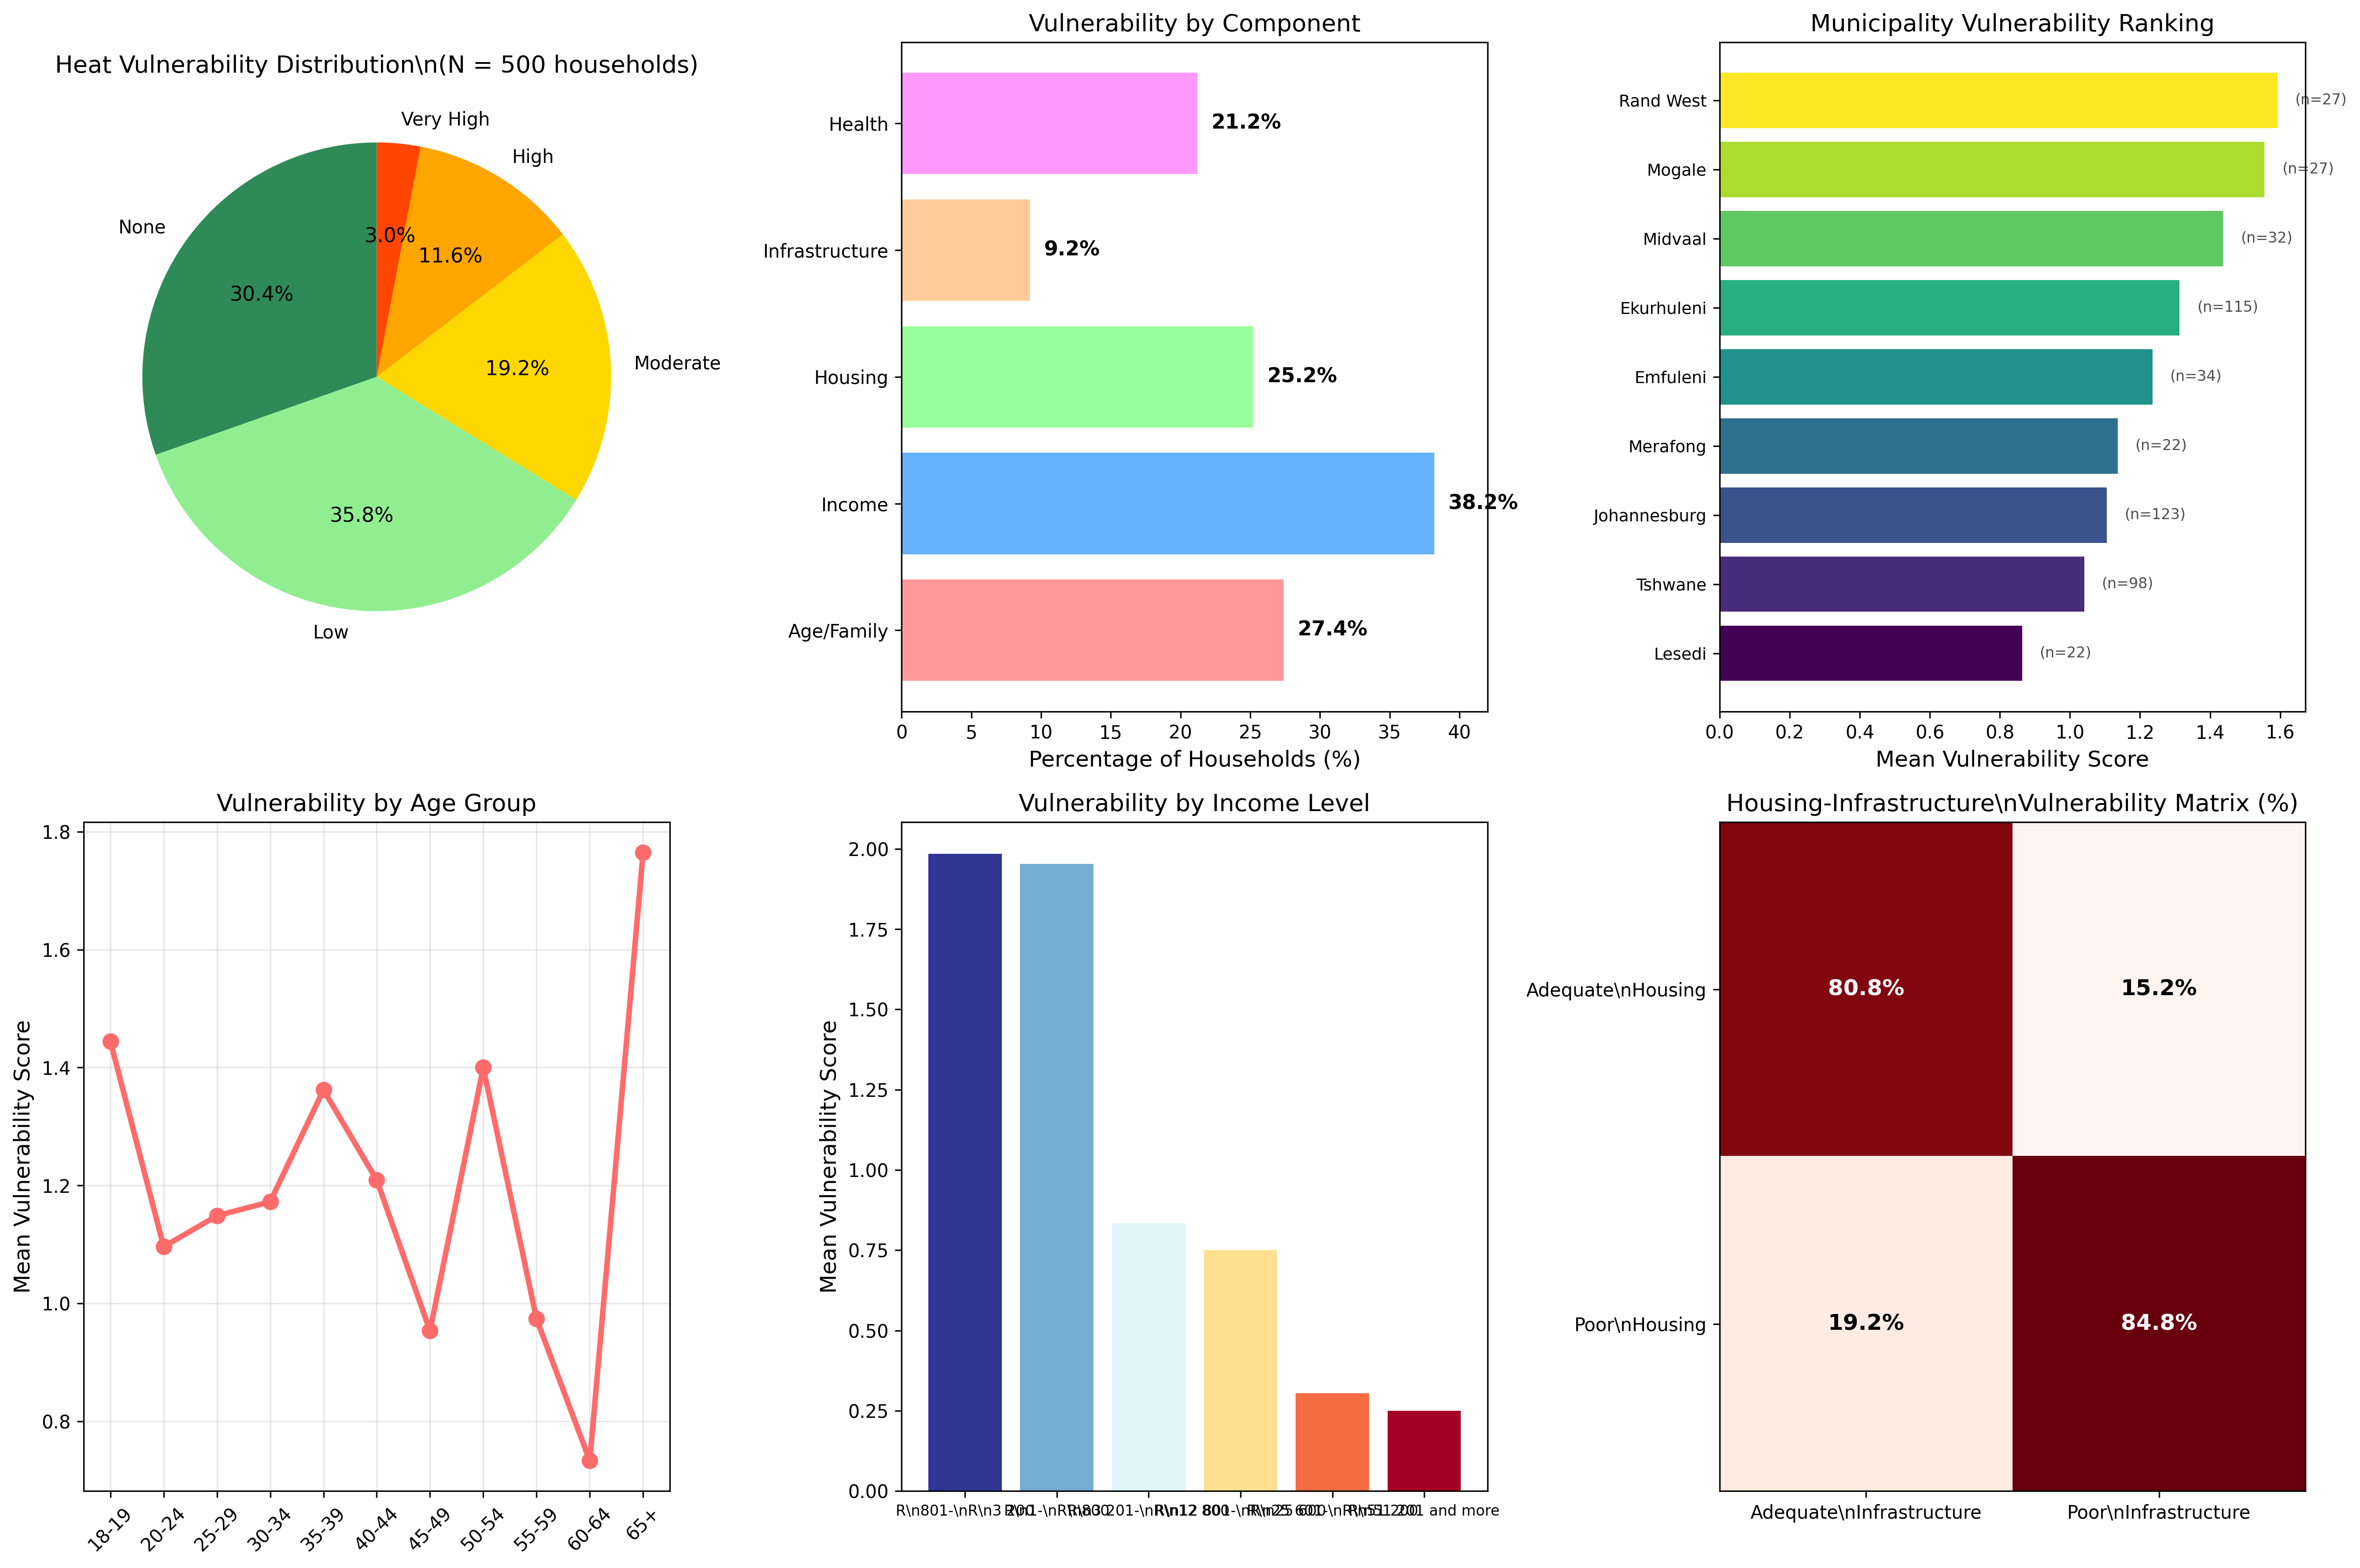 Heat Vulnerability Distribution\n(N = 500 households)
Very High
High
None
Moderate
Low
3.0%
11.6%
30.4%
19.2%
35.8%
Vulnerability by Component
Health
Infrastructure
Housing
Income
Age/Family
21.2%
9.2%
25.2%
38.2%
27.4%
0 5 10 15 20 25 30 35 40
Percentage of Households (%)
Municipality Vulnerability Ranking
Rand West (n=27)
Mogale (n=27)
Midvaal (n=32)
Ekurhuleni (n=115)
Emfuleni (n=34)
Merafong (n=22)
Johannesburg (n=123)
Tshwane (n=98)
Lesedi (n=22)
0.0 0.2 0.4 0.6 0.8 1.0 1.2 1.4 1.6
Mean Vulnerability Score
Vulnerability by Age Group
Mean Vulnerability Score
1.8
1.6
1.4
1.2
1.0
0.8
18-19 20-24 25-29 30-34 35-39 40-44 45-49 50-54 55-59 60-64 65+
Vulnerability by Income Level
Mean Vulnerability Score
2.00
1.75
1.50
1.25
1.00
0.75
0.50
0.25
0.00
and more
Housing-Infrastructure\nVulnerability Matrix (%)
Adequate\nHousing
Poor\nHousing
80.8% 15.2%
19.2% 84.8%
Adequate\nInfrastructure Poor\nInfrastructure